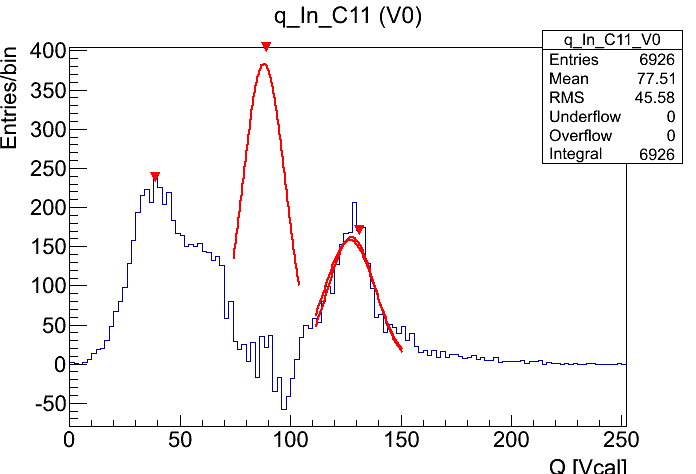 q_In_C11 (V0)
q_In_C11_V0
Entries 6926
Mean 77.51
RMS 45.58
Underflow 0
Overflow 0
Integral 6926
Entries/bin
400
350
300
250
200
150
100
50
0
-50
0 50 100 150 200 250
Q [Vcal]